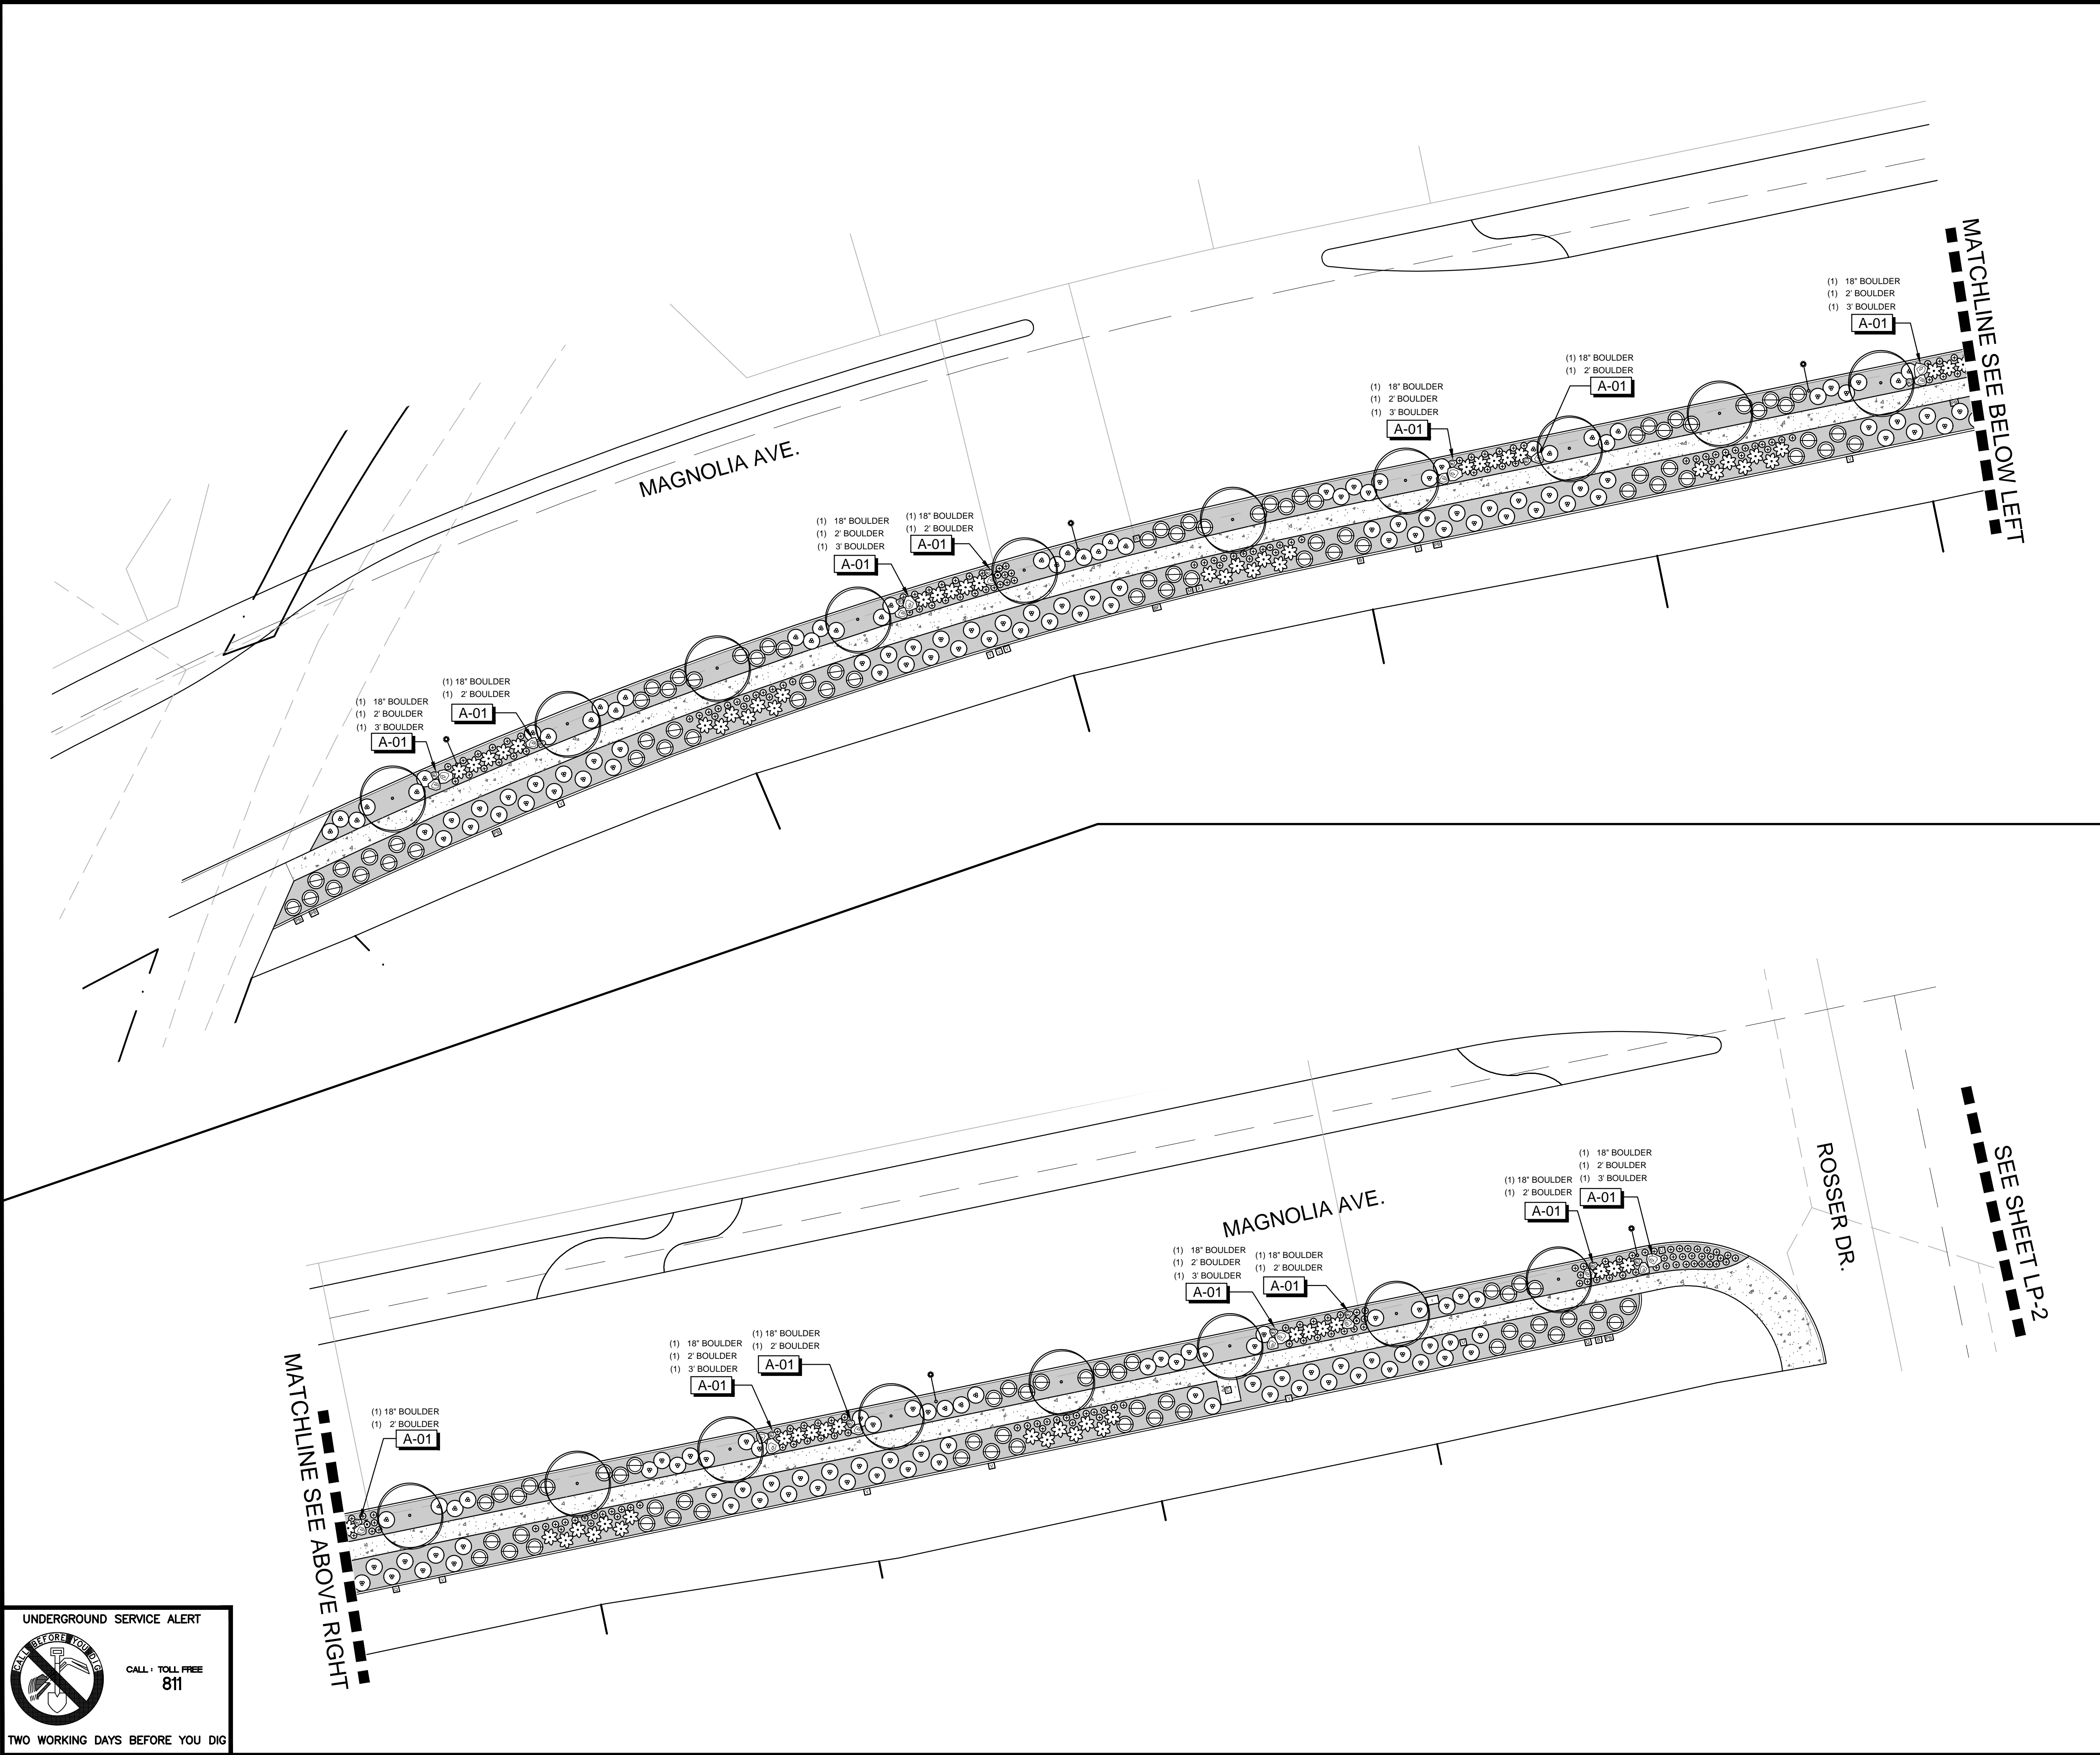 (1) 18" BOULDER
(1) 2' BOULDER
(1) 3' BOULDER
A-01
MATCHLINE SEE BELOW LEFT
(1) 18" BOULDER
(1) 2' BOULDER
A-01
(1) 18" BOULDER
(1) 2' BOULDER
(1) 3' BOULDER
A-01
MAGNOLIA AVE.
(1) 18" BOULDER
(1) 2' BOULDER
A-01
(1) 18" BOULDER
(1) 2' BOULDER
(1) 3' BOULDER
A-01
(1) 18" BOULDER
(1) 2' BOULDER
A-01
(1) 18" BOULDER
(1) 2' BOULDER
(1) 3' BOULDER
A-01
(1) 18" BOULDER
(1) 2' BOULDER
(1) 3' BOULDER
A-01
(1) 18" BOULDER
(1) 2' BOULDER
A-01
ROSSER DR.
SEE SHEET LP-2
MAGNOLIA AVE.
(1) 18" BOULDER
(1) 2' BOULDER
(1) 3' BOULDER
A-01
(1) 18" BOULDER
(1) 2' BOULDER
A-01
(1) 18" BOULDER
(1) 2' BOULDER
(1) 3' BOULDER
A-01
(1) 18" BOULDER
(1) 2' BOULDER
A-01
(1) 18" BOULDER
(1) 2' BOULDER
A-01
MATCHLINE SEE ABOVE RIGHT
UNDERGROUND SERVICE ALERT
CALL BEFORE YOU DIG
CALL : TOLL FREE
811
TWO WORKING DAYS BEFORE YOU DIG